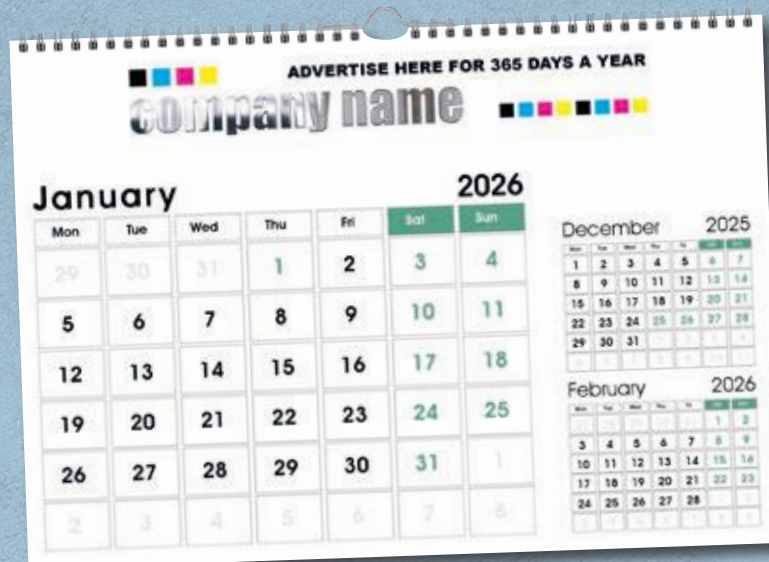 ADVERTISE HERE FOR 365 DAYS A YEAR
company name
January 2026
Mon Tue Wed Thu Fri Sat Sun
29 30 31 1 2 3 4
5 6 7 8 9 10 11
12 13 14 15 16 17 18
19 20 21 22 23 24 25
26 27 28 29 30 31 1
2 3 4 5 6 7 8
December 2025
1 2 3 4 5 6 7
8 9 10 11 12 13 14
15 16 17 18 19 20 21
22 23 24 25 26 27 28
29 30 31
February 2026
1 2
3 4 5 6 7 8 9
10 11 12 13 14 15 16
17 18 19 20 21 22 23
24 25 26 27 28